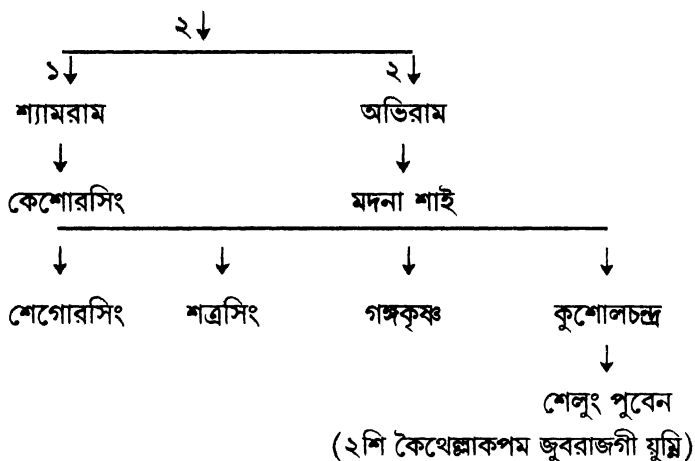 ২
১ ২
শ্যামরাম অভিরাম
কেশোরসিং মদনা শাই
শেগোরসিং শত্রসিং গঙ্গকৃষ্ণ কুশোলচন্দ্র
শেলুং পুবেন
(২শি কৈথেল্লাকপম জুবরাজগী য়ুম্নি)